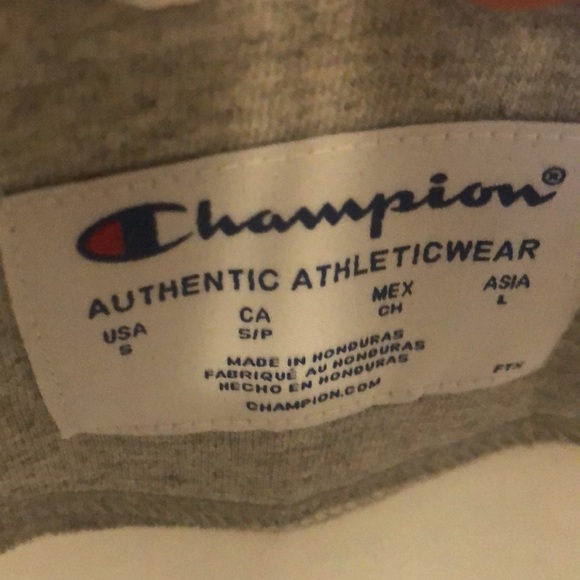 Champion®
AUTHENTIC ATHLETICWEAR
USA CA MEX ASIA
S S/P CH L
MADE IN HONDURAS
FABRIQUÉ AU HONDURAS
HECHO EN HONDURAS
CHAMPION.COM